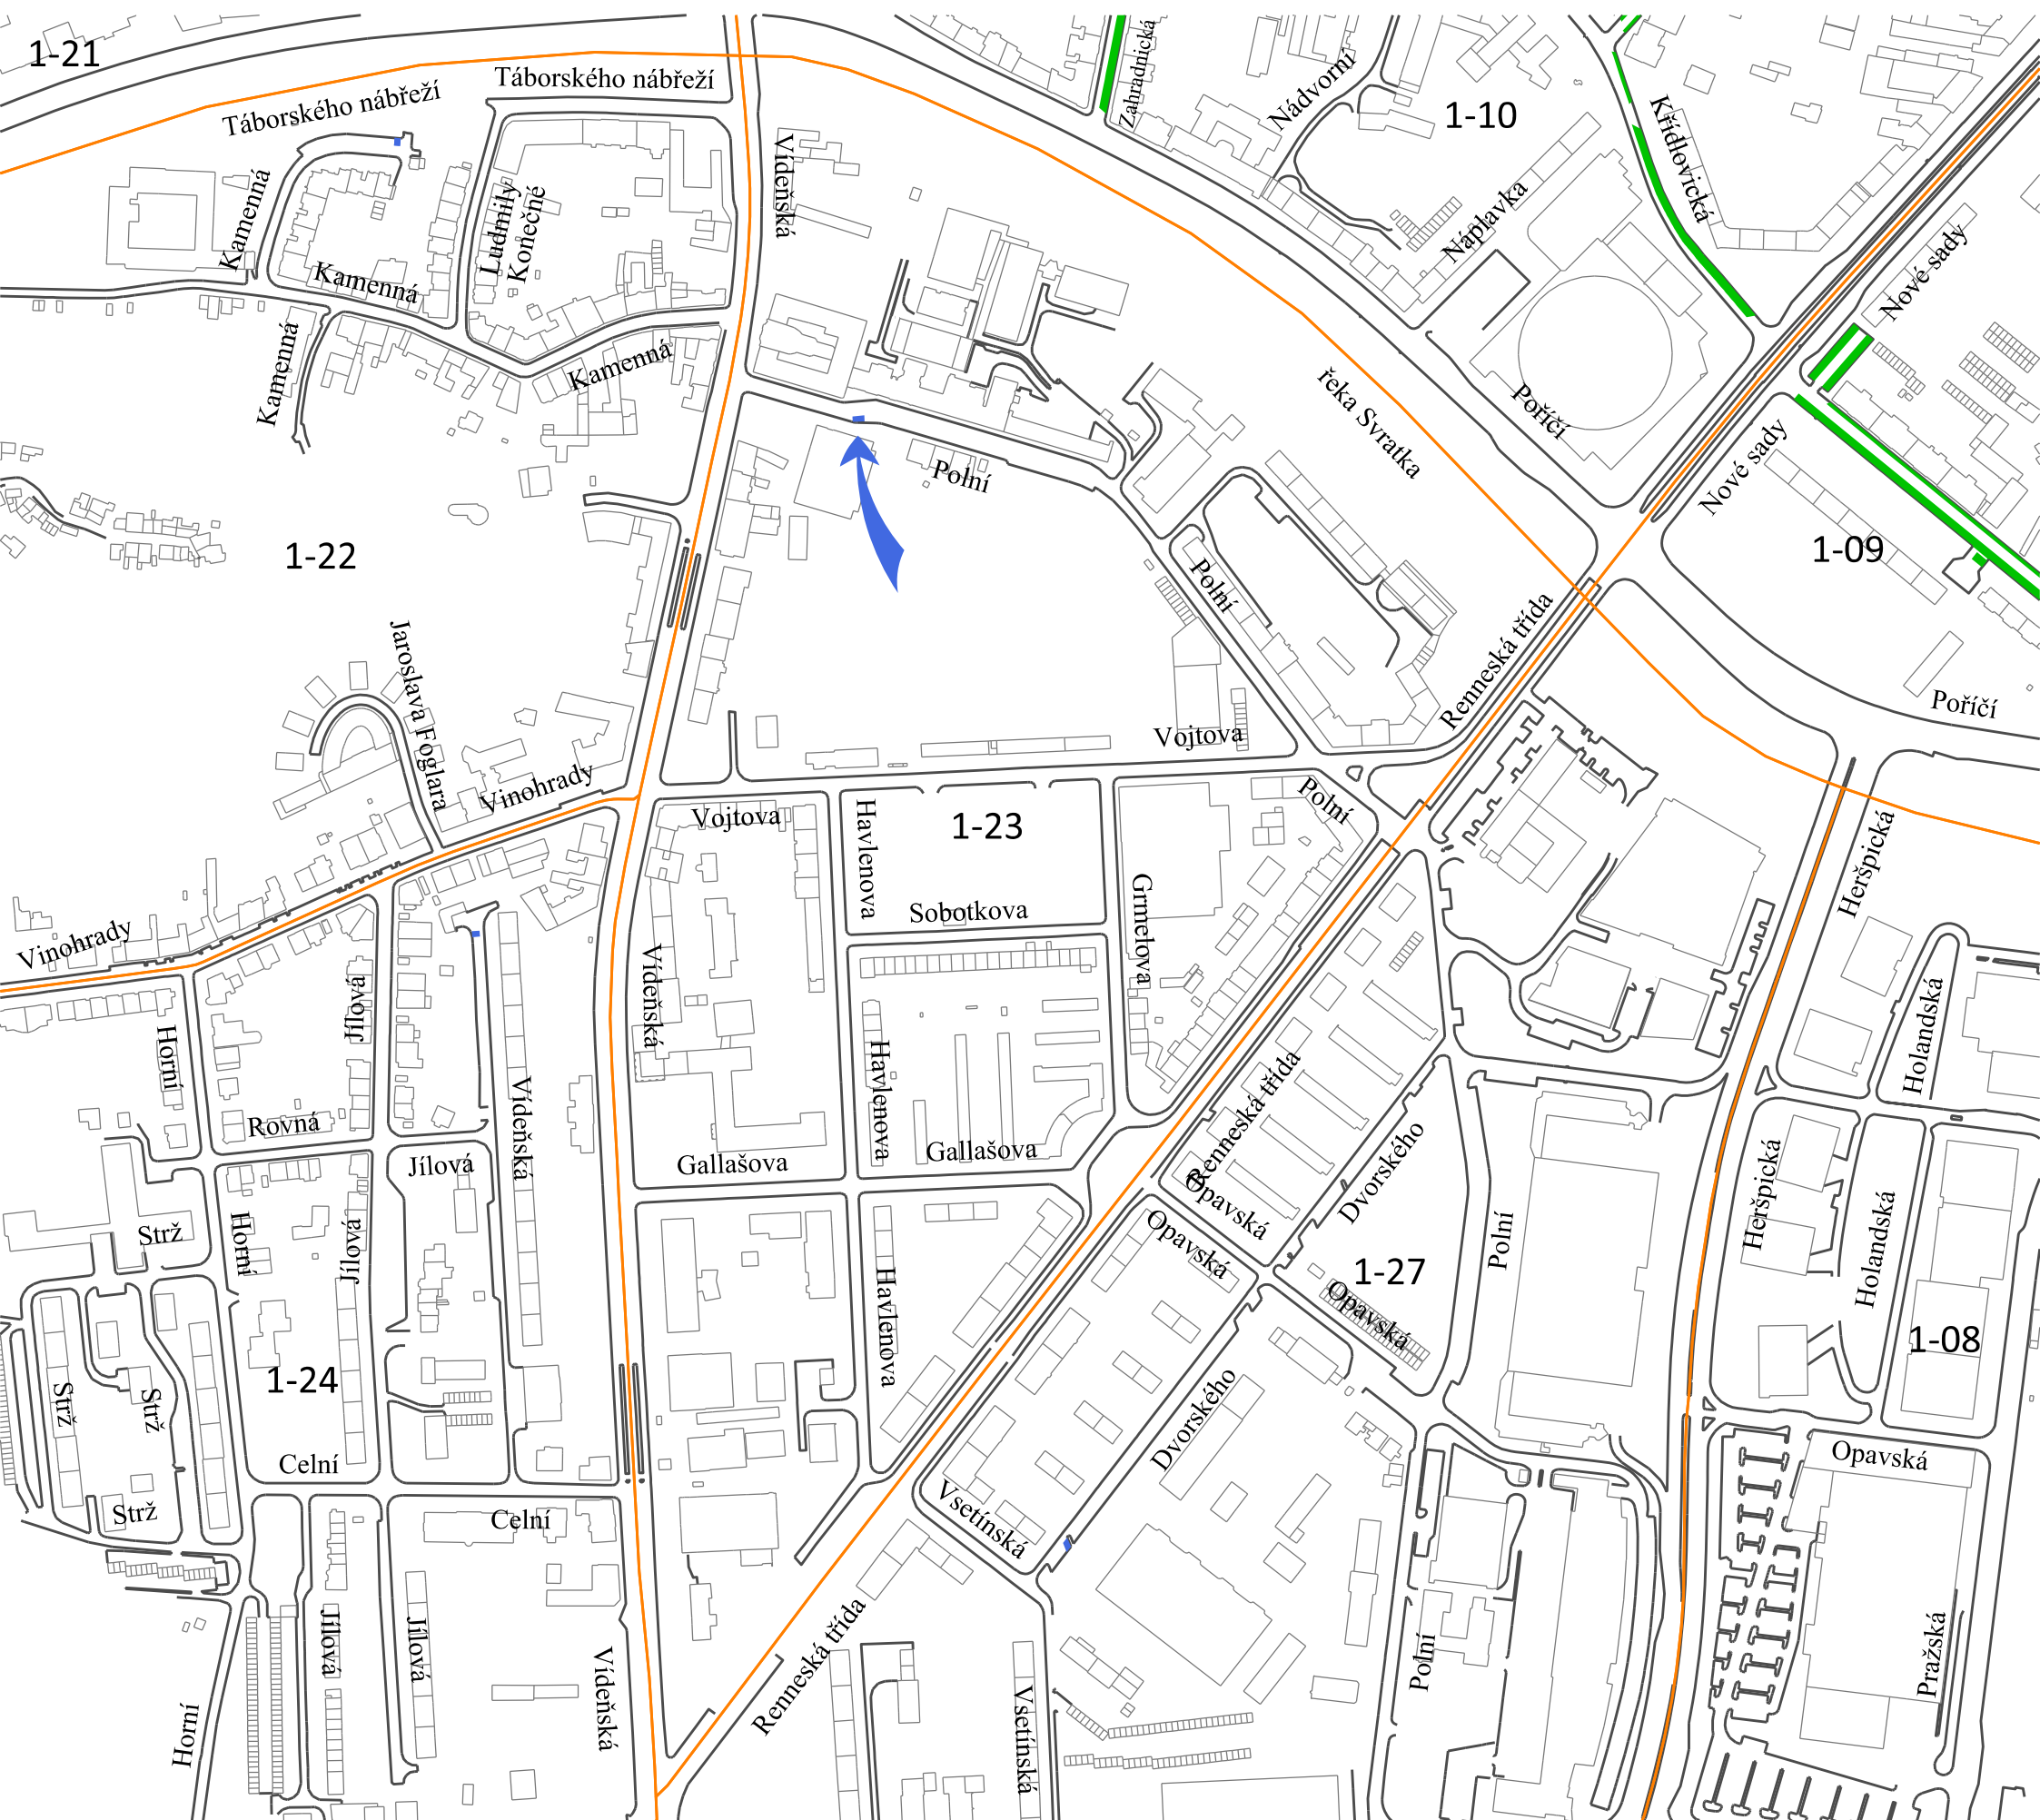 1-21
Táborského nábřeží
Táborského nábřeží
Zahradnická
Nádvorní
1-10
Křídlovická
Kamenná
Ludmily
Konečné
Vídeňská
Náplavka
Nové sady
Kamenná
Kamenná
Kamenná
řeka Svratka
Poříčí
Nové sady
Polní
1-22
1-09
Polní
Jaroslava Foglara
Renneská třída
Poříčí
Vojtova
Vinohrady
Vojtova
Havlenova
1-23
Polní
Heršpická
Vinohrady
Sobotkova
Grmelova
Vídeňská
Jílová
Horní
Holandská
Havlenova
Vídeňská
Renneská třída
Rovná
Jílová
Gallašova
Gallašova
Dvorského
Opavská
Heršpická
Strž
Horní
Jílová
Opavská
Polní
Holandská
1-27
Opavská
Havlenova
1-24
1-08
Strž
Strž
Dvorského
Celní
Opavská
Strž
Celní
Vsetínská
Jílová
Jílová
Renneská třída
Vídeňská
Polní
Pražská
Horní
Vsetínská